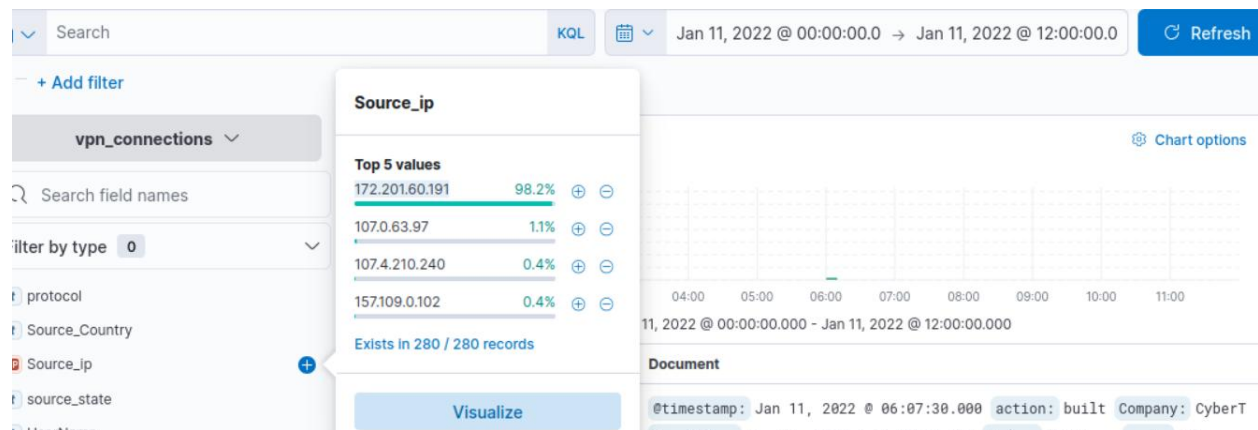 Search KQL Jan 11, 2022 @ 00:00:00.0 → Jan 11, 2022 @ 12:00:00.0 Refresh
+ Add filter
vpn_connections
Search field names
ilter by type 0
protocol
Source_Country
Source_ip
source_state
Source_ip
Top 5 values
172.201.60.191 98.2%
107.0.63.97 1.1%
107.4.210.240 0.4%
157.109.0.102 0.4%
Exists in 280 / 280 records
Visualize
Chart options
04:00 05:00 06:00 07:00 08:00 09:00 10:00 11:00
11, 2022 @ 00:00:00.000 - Jan 11, 2022 @ 12:00:00.000
Document
@timestamp: Jan 11, 2022 @ 06:07:30.000 action: built Company: CyberT